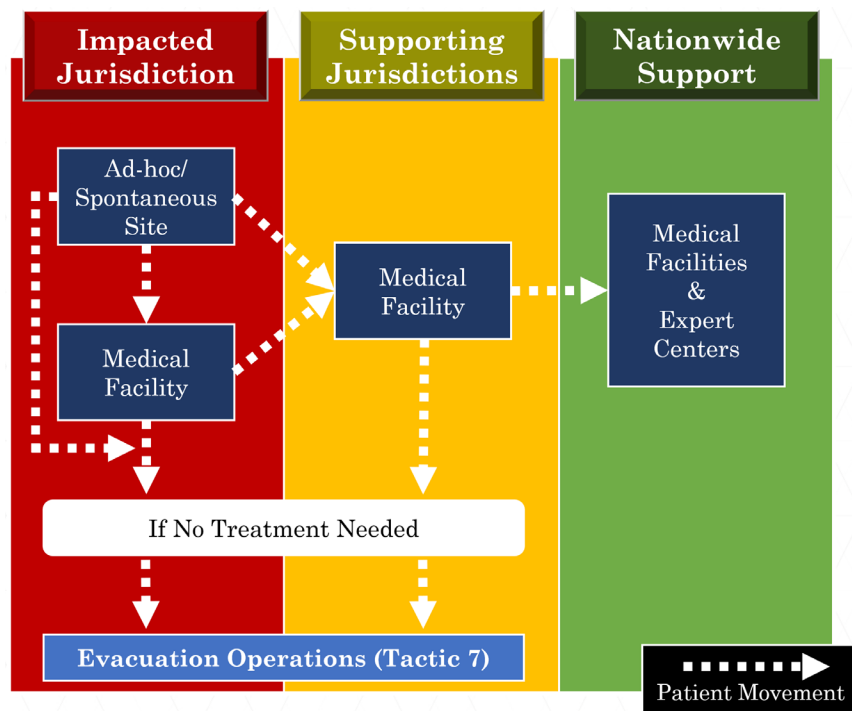 Impacted
Jurisdiction
Supporting
Jurisdictions
Nationwide
Support
Ad-hoc/
Spontaneous
Site
Medical
Facility
Medical
Facility
Medical
Facilities
&
Expert
Centers
If No Treatment Needed
Evacuation Operations (Tactic 7)
Patient Movement